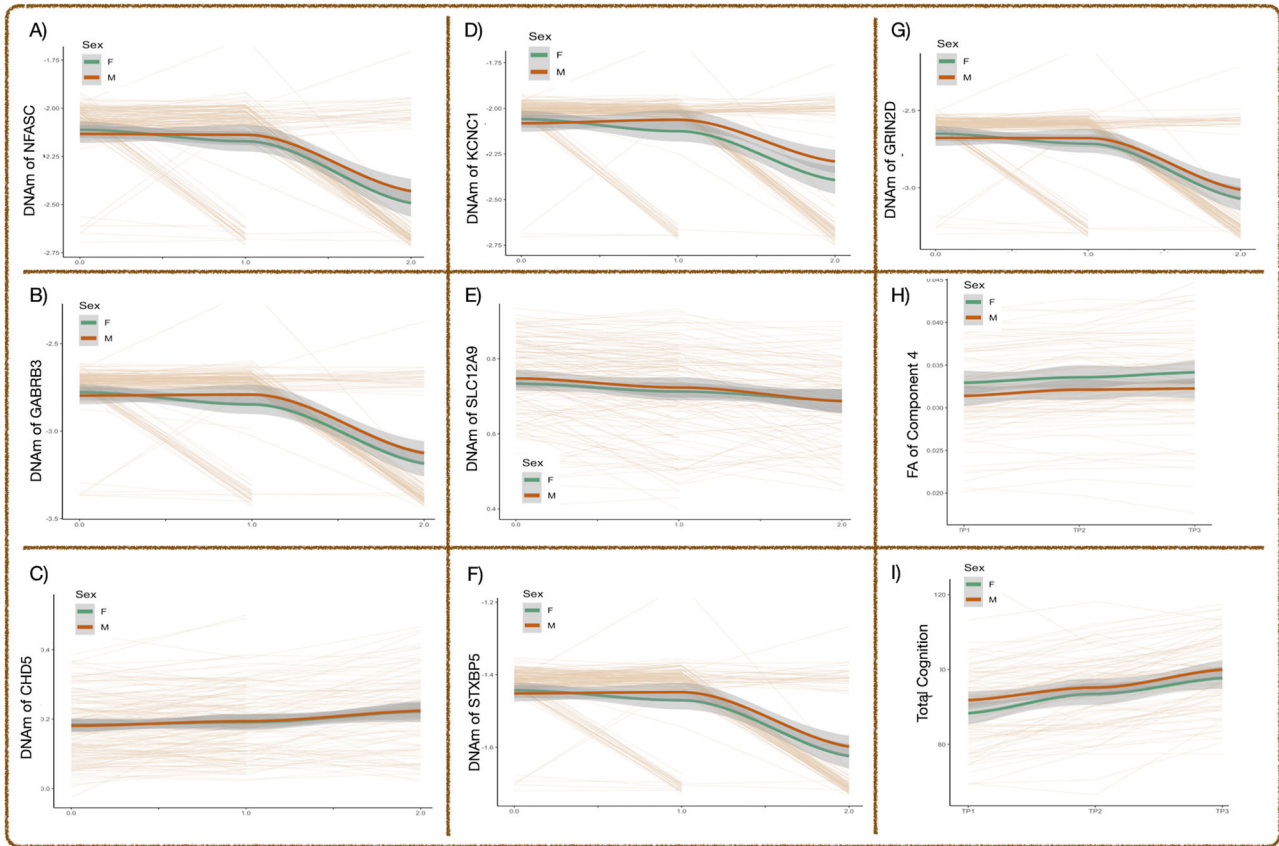 A)
Sex
F
M
-1.75
-2.00
-2.25
-2.50
-2.75
DNAm of NFASC
0.0 1.0 2.0
B)
Sex
F
M
-2.5
-3.0
-3.5
DNAm of GABRB3
0.0 1.0 2.0
C)
Sex
F
M
3.4
3.2
3.0
DNAm of CHD5
0.0 1.0 2.0
D)
Sex
F
M
-1.75
-2.00
-2.25
-2.50
-2.75
DNAm of KCNC1
0.0 1.0 2.0
E)
0.8
0.6
0.4
DNAm of SLC12A9
Sex
F
M
0.0 1.0 2.0
F)
Sex
F
M
-1.2
-1.4
-1.6
DNAm of STXBP5
0.0 1.0 2.0
G)
Sex
F
M
-2.5
-3.0
DNAm of GRIN2D
0.0 1.0 2.0
H)
Sex
F
M
0.045
0.040
0.035
0.030
0.025
0.020
FA of Component 4
TP1 TP2 TP3
I)
Sex
F
M
120
80
Total Cognition
TP1 TP2 TP3